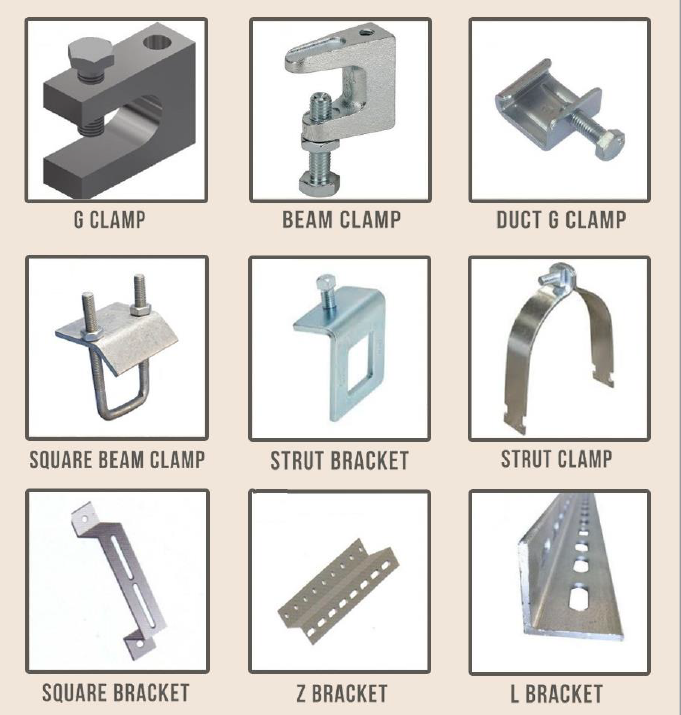 G CLAMP
BEAM CLAMP
DUCT G CLAMP
SQUARE BEAM CLAMP
STRUT BRACKET
STRUT CLAMP
SQUARE BRACKET
Z BRACKET
L BRACKET